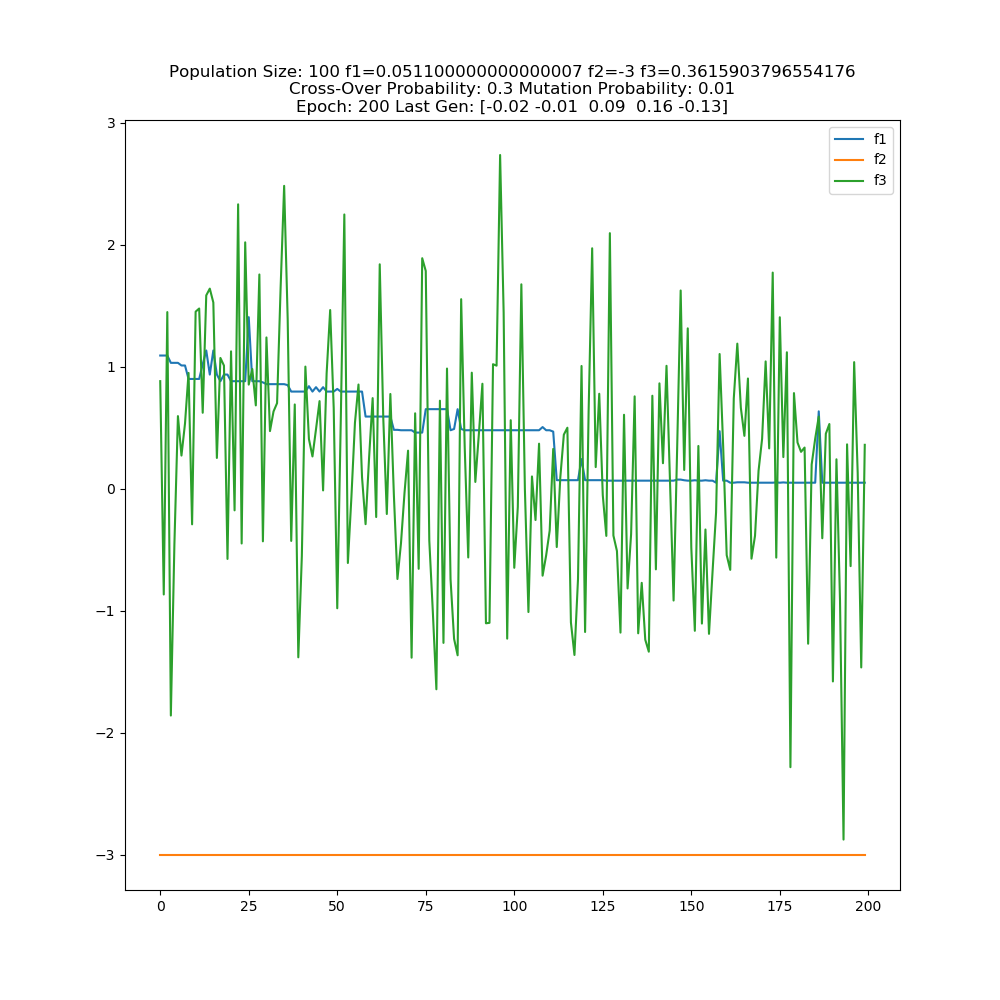 Population Size: 100 f1=0.051100000000000007 f2=-3 f3=0.3615903796554176
Cross-Over Probability: 0.3 Mutation Probability: 0.01
Epoch: 200 Last Gen: [-0.02 -0.01  0.09  0.16 -0.13]
f1
f2
f3
3
2
1
0
−1
−2
−3
0 25 50 75 100 125 150 175 200